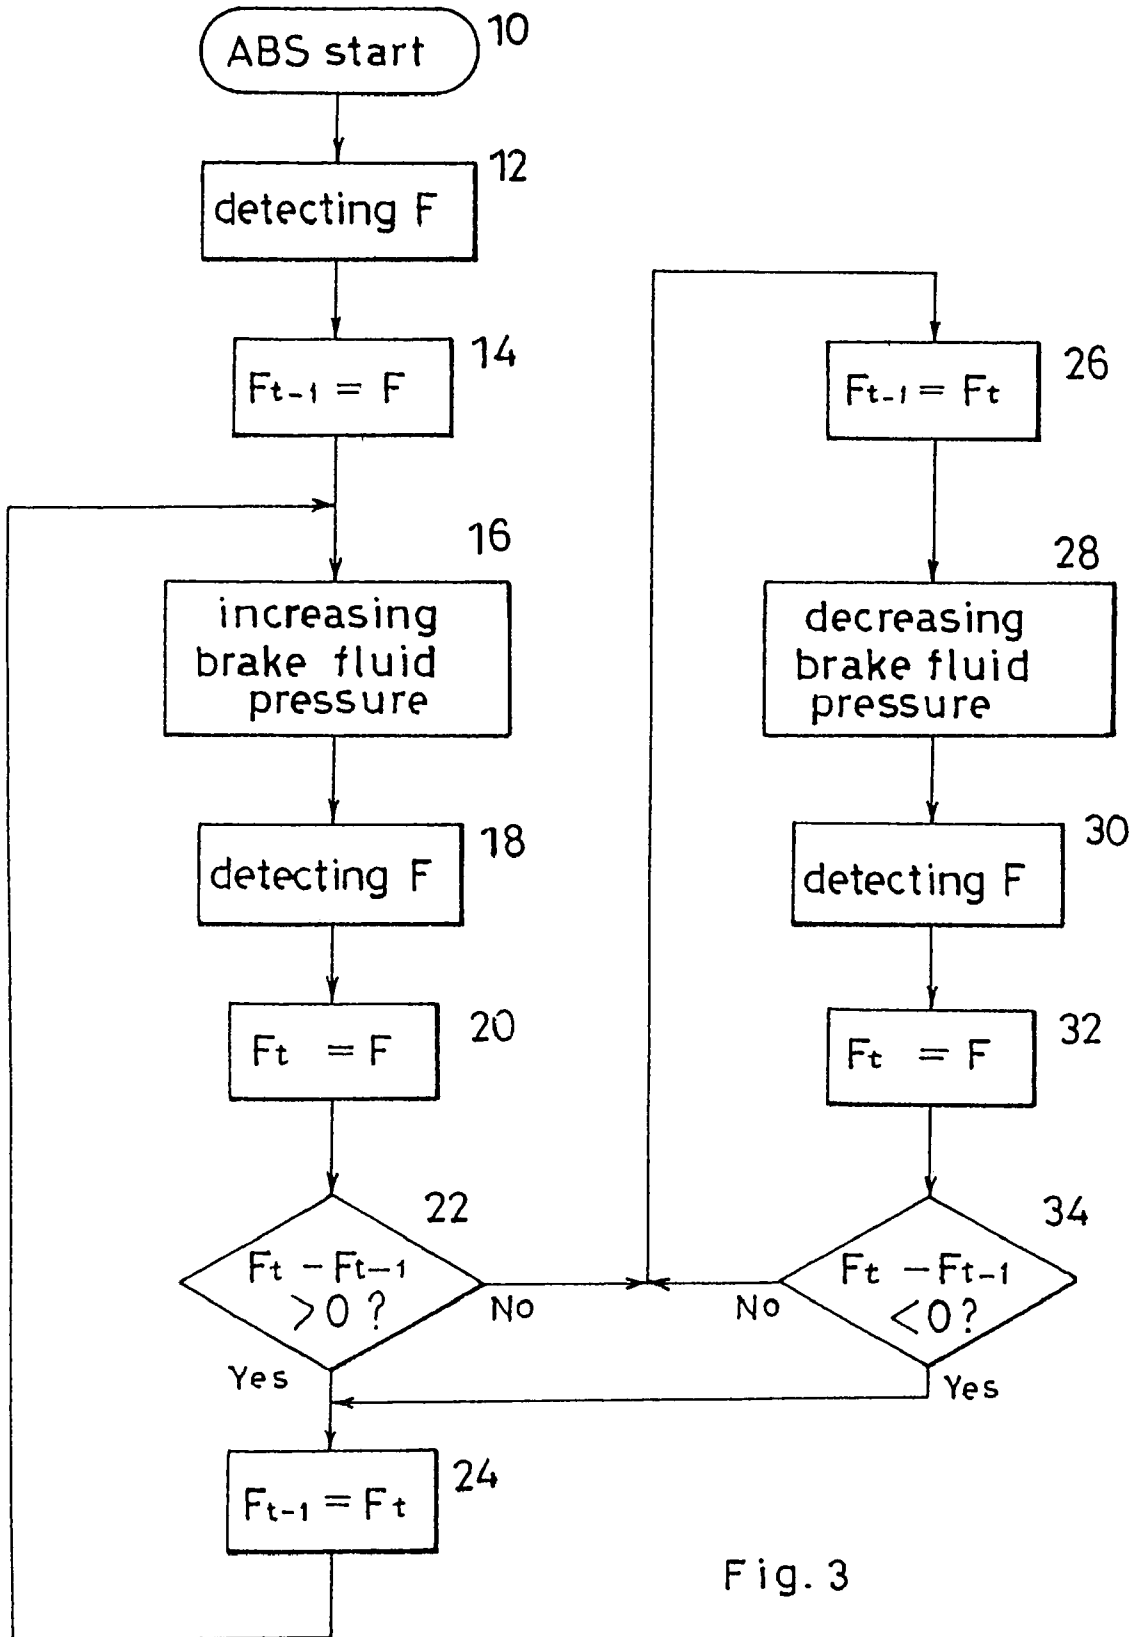 ABS start
10
detecting F
12
Ft-1 = F
14
increasing
brake fluid
pressure
16
detecting F
18
Ft = F
20
Ft - Ft-1
>0?
22
No
Yes
Ft-1 = Ft
24
Ft-1 = Ft
26
decreasing
brake fluid
pressure
28
detecting F
30
Ft = F
32
Ft - Ft-1
<0?
34
No
Yes
Fig. 3